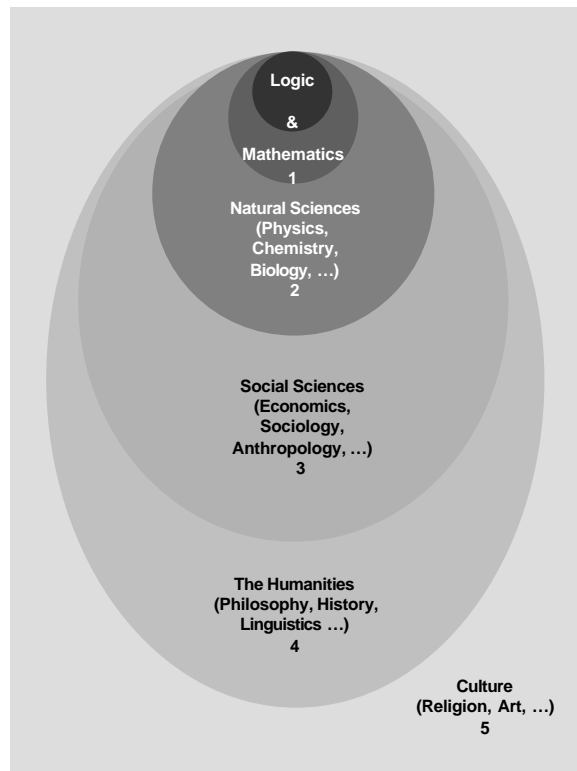 Logic
&
Mathematics
1
Natural Sciences
(Physics,
Chemistry,
Biology, …)
2
Social Sciences
(Economics,
Sociology,
Anthropology, …)
3
The Humanities
(Philosophy, History,
Linguistics …)
4
Culture
(Religion, Art, …)
5